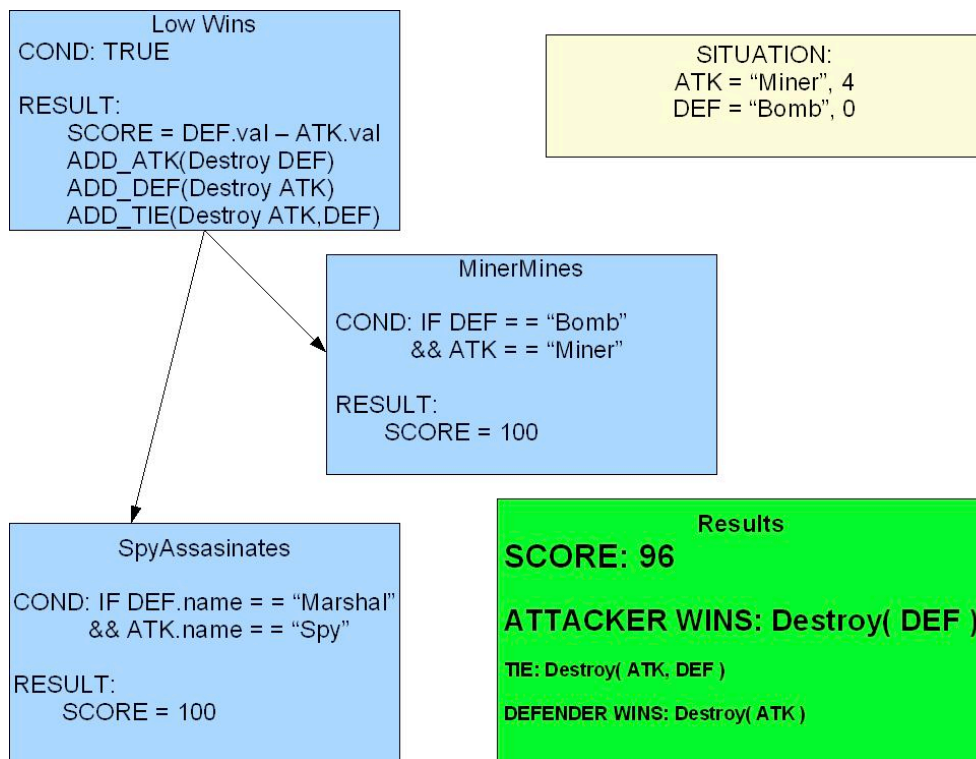 Low Wins
COND: TRUE
RESULT:
SCORE = DEF.val – ATK.val
ADD_ATK(Destroy DEF)
ADD_DEF(Destroy ATK)
ADD_TIE(Destroy ATK,DEF)
SITUATION:
ATK = “Miner”, 4
DEF = “Bomb”, 0
MinerMines
COND: IF DEF = = “Bomb”
&& ATK = = “Miner”
RESULT:
SCORE = 100
SpyAssasinates
COND: IF DEF.name = = “Marshal”
&& ATK.name = = “Spy”
RESULT:
SCORE = 100
Results
SCORE: 96
ATTACKER WINS: Destroy( DEF )
TIE: Destroy( ATK, DEF )
DEFENDER WINS: Destroy( ATK )